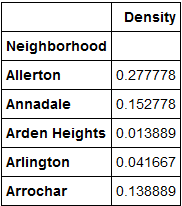 Density
Neighborhood
Allerton 0.277778
Annadale 0.152778
Arden Heights 0.013889
Arlington 0.041667
Arrochar 0.138889